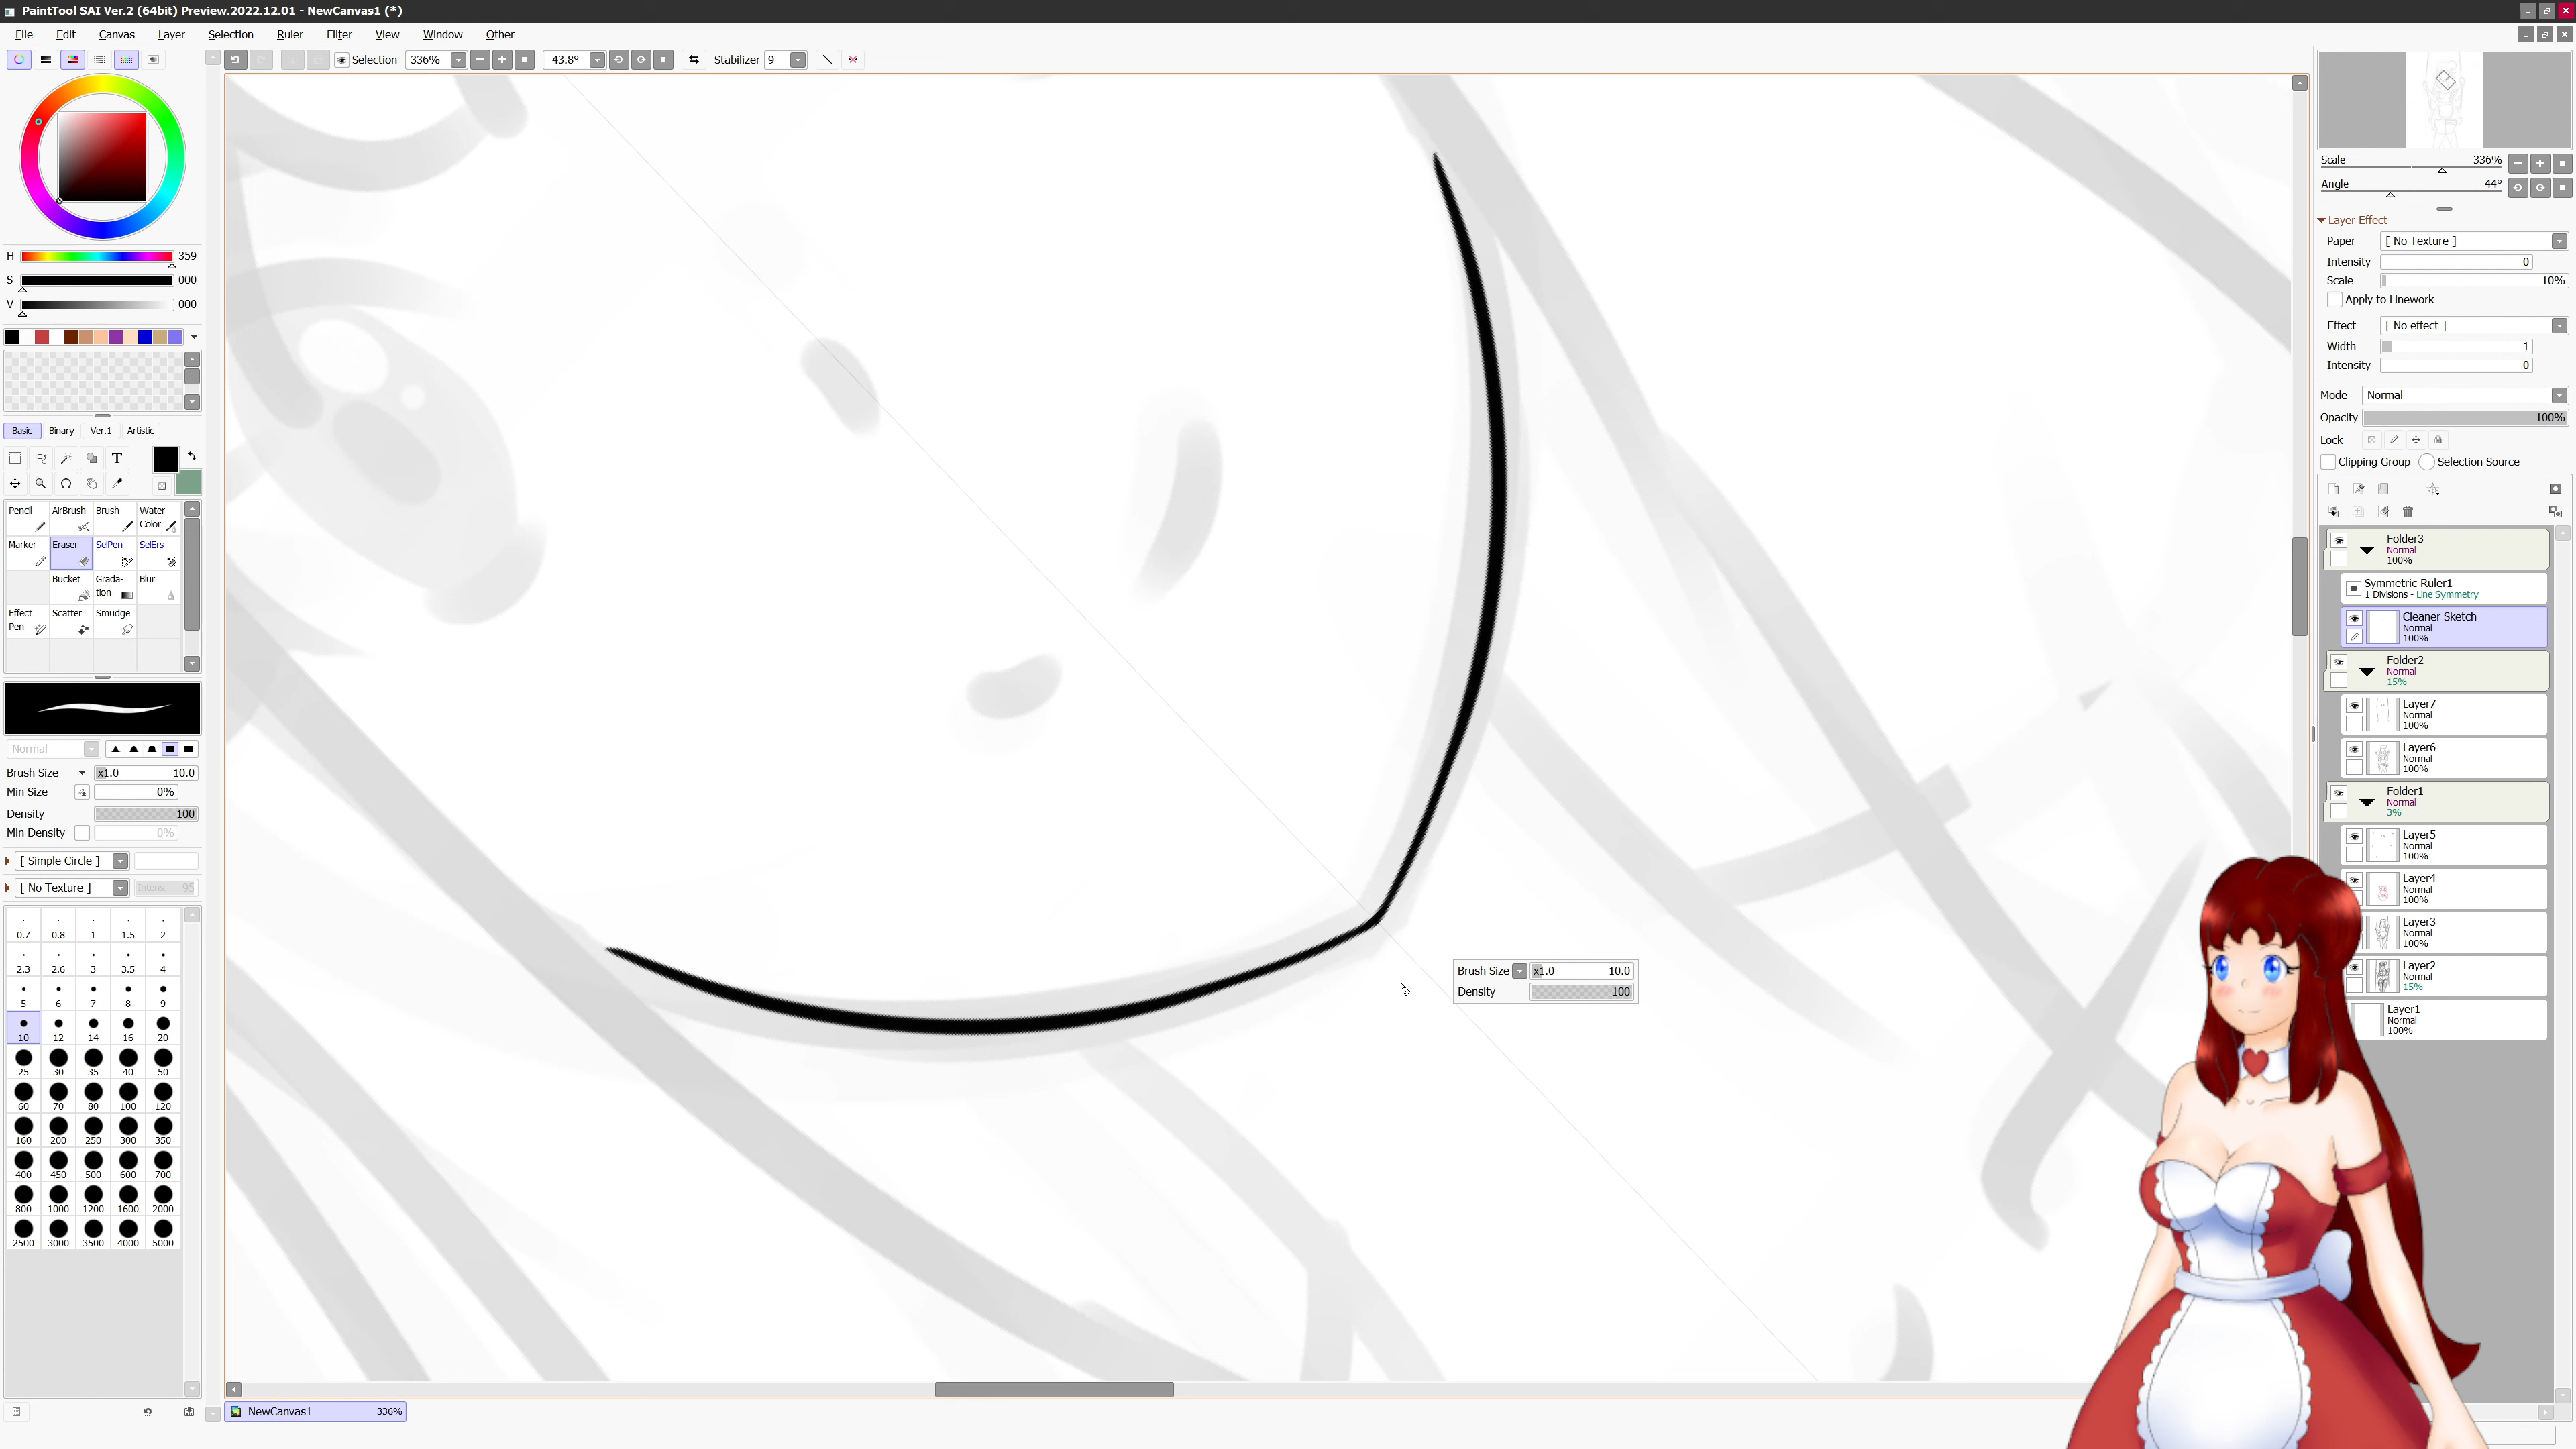 PaintTool SAI Ver.2 (64bit) Preview.2022.12.01 - NewCanvas1 (*)
File Edit Canvas Layer Selection Ruler Filter View Window Other
Selection 336% -43.8° Stabilizer 9
H 359
S 000
V 000
Basic Binary Ver.1 Artistic
T
Pencil AirBrush Brush Water Color
Marker Eraser SelPen SelErs
Bucket Grada-tion Blur
Effect Pen Scatter Smudge
Normal
Brush Size x1.0 10.0
Min Size 0%
Density 100
Min Density 0%
[ Simple Circle ]
[ No Texture ] Intens. 95
0.7 0.8 1 1.5 2
2.3 2.6 3 3.5 4
5 6 7 8 9
10 12 14 16 20
25 30 35 40 50
60 70 80 100 120
160 200 250 300 350
400 450 500 600 700
800 1000 1200 1600 2000
2500 3000 3500 4000 5000
Brush Size x1.0 10.0
Density 100
NewCanvas1 336%
Scale 336%
Angle -44°
Layer Effect
Paper [ No Texture ]
Intensity 0
Scale 10%
Apply to Linework
Effect [ No effect ]
Width 1
Intensity 0
Mode Normal
Opacity 100%
Lock
Clipping Group Selection Source
Folder3
Normal
100%
Symmetric Ruler1
1 Divisions - Line Symmetry
Cleaner Sketch
Normal
100%
Folder2
Normal
15%
Layer7
Normal
100%
Layer6
Normal
100%
Folder1
Normal
3%
Layer5
Normal
100%
Layer4
Normal
100%
Layer3
Normal
100%
Layer2
Normal
15%
Layer1
Normal
100%